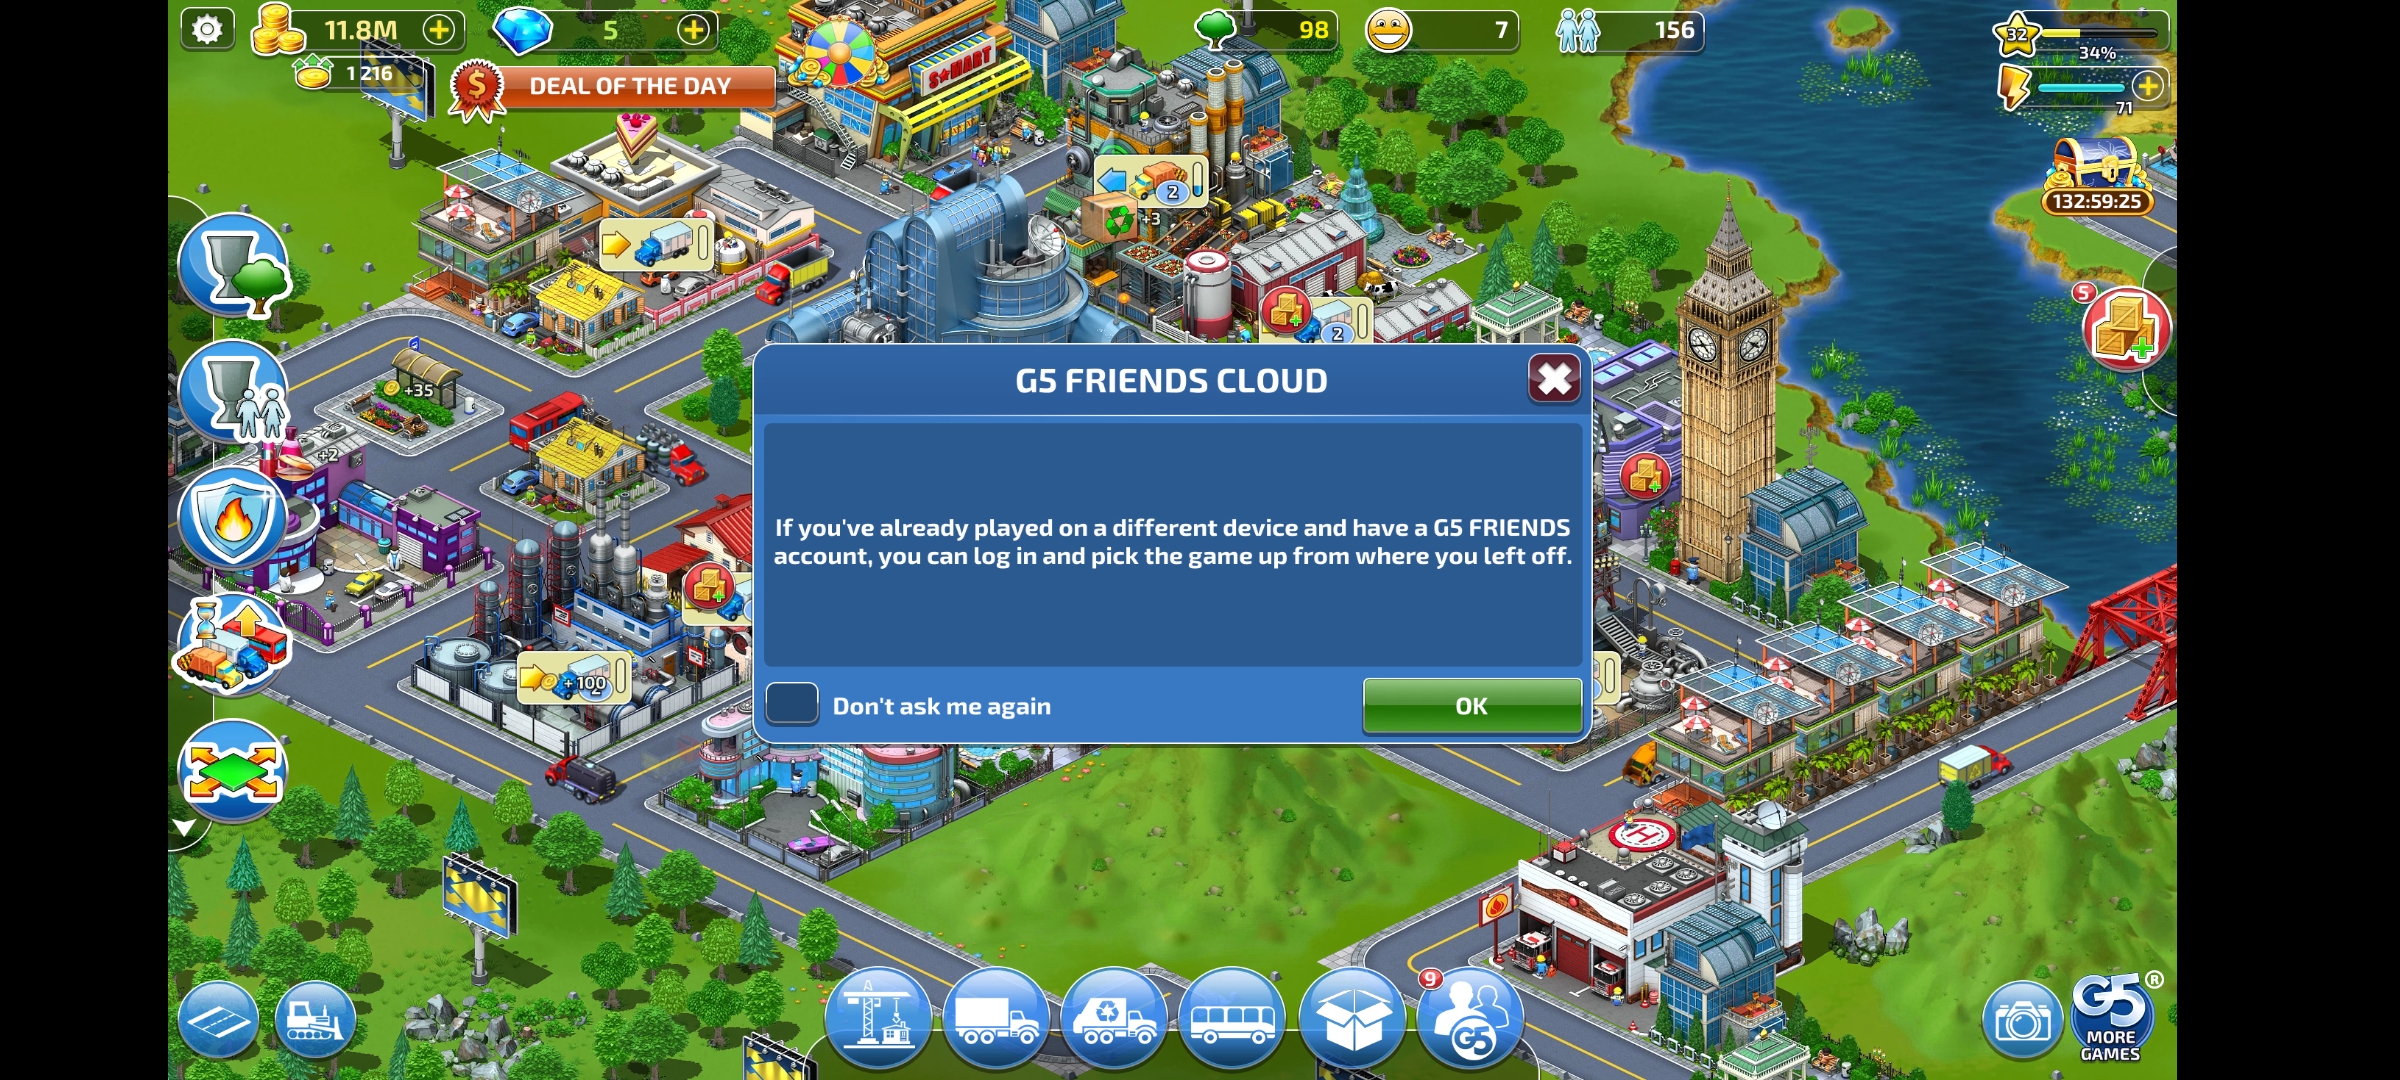 11.8M
5
98
7
156
32
34%
1 216
DEAL OF THE DAY
S★MART
71
132:59:25
2
+3
5
2
+35
+2
G5 FRIENDS CLOUD
If you've already played on a different device and have a G5 FRIENDS
account, you can log in and pick the game up from where you left off.
+100
Don't ask me again
OK
H
9
G5
G5®
MORE
GAMES